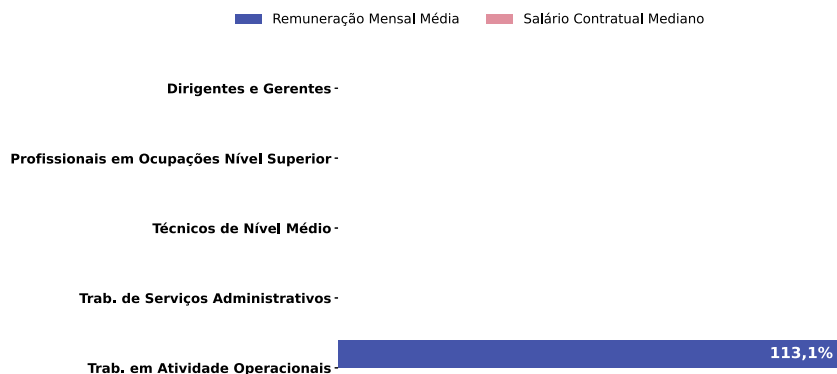 Remuneração Mensal Média Salário Contratual Mediano
Dirigentes e Gerentes
Profissionais em Ocupações Nível Superior
Técnicos de Nível Médio
Trab. de Serviços Administrativos
113,1%
Trab. em Atividade Operacionais